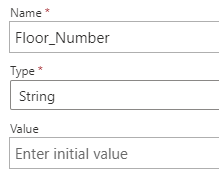 Name *
Floor_Number
Type *
String
Value
Enter initial value